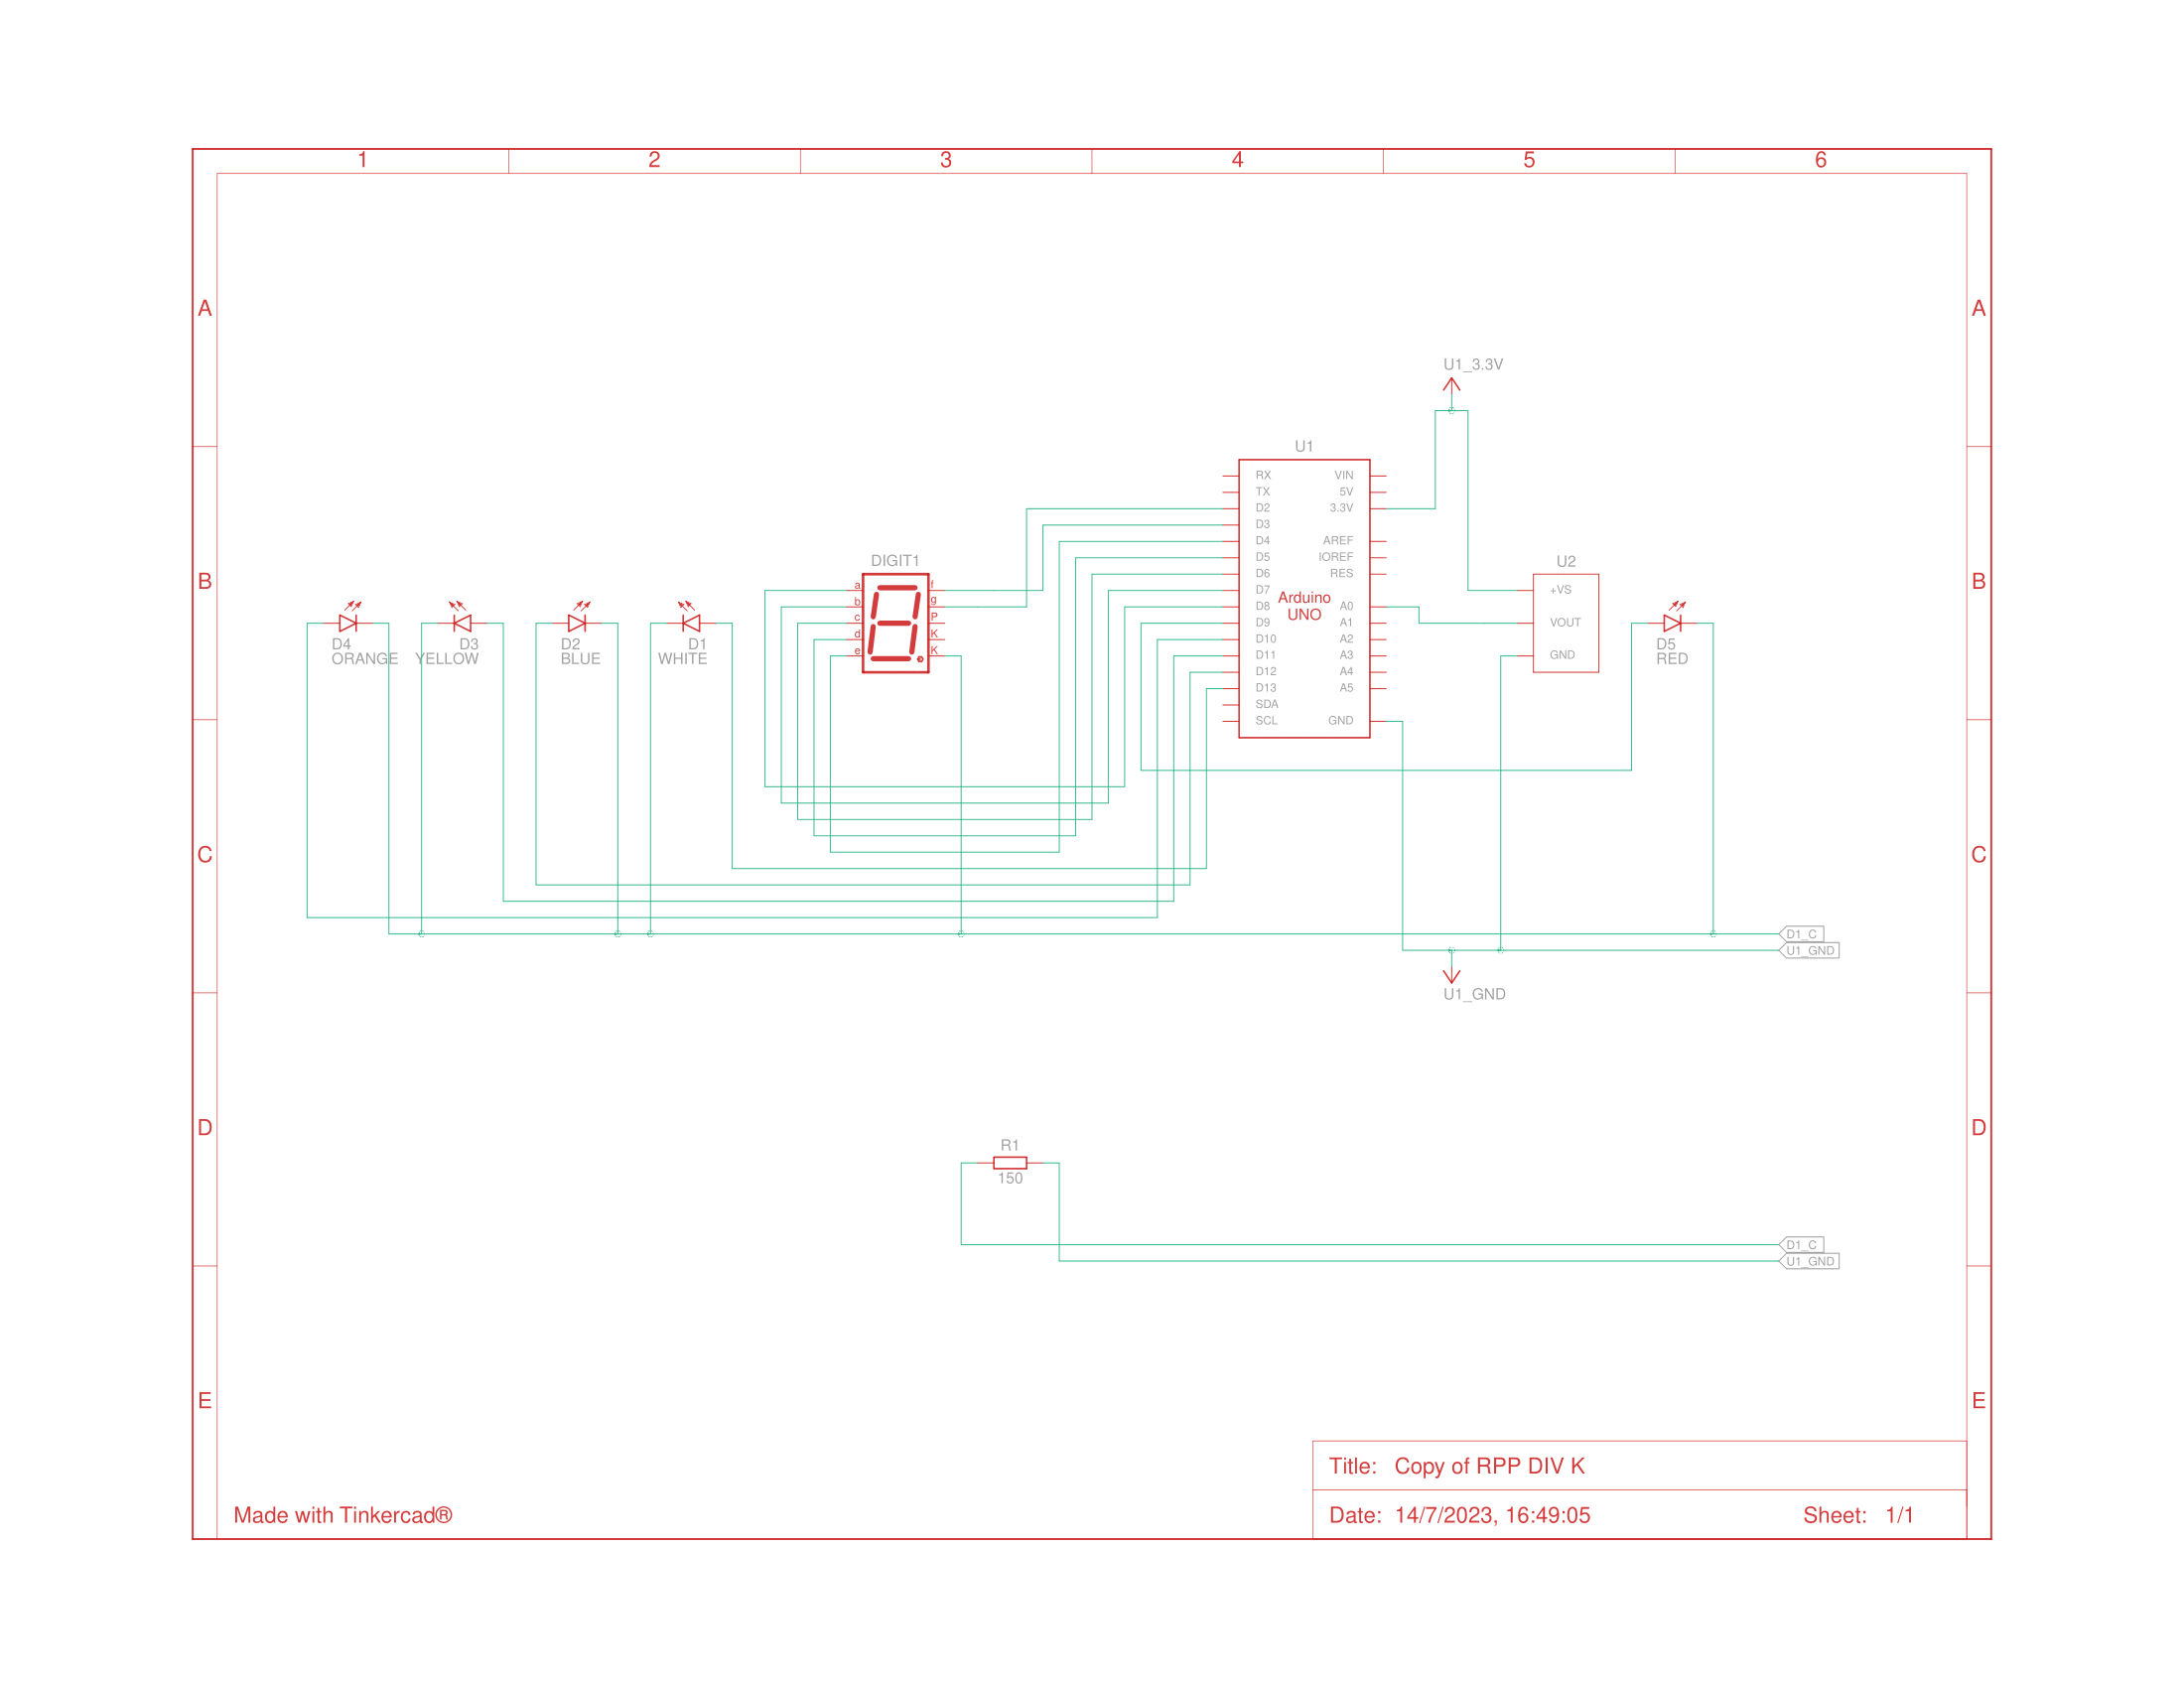 1 2 3 4 5 6
A A
U1_3.3V
U1
RX VIN
TX 5V
D2 3.3V
D3
D4 AREF
D5 IOREF
D6 RES
D7
D8 A0
D9 A1
D10 A2
D11 A3
D12 A4
D13 A5
SDA
SCL GND
Arduino
UNO
DIGIT1
a f
b g
c P
d K
e K
U2
+VS
VOUT
GND
B B
D4
ORANGE
D3
YELLOW
D2
BLUE
D1
WHITE
D5
RED
C C
D1_C
U1_GND
U1_GND
D D
R1
150
D1_C
U1_GND
E E
Title: Copy of RPP DIV K
Made with Tinkercad®
Date: 14/7/2023, 16:49:05 Sheet: 1/1